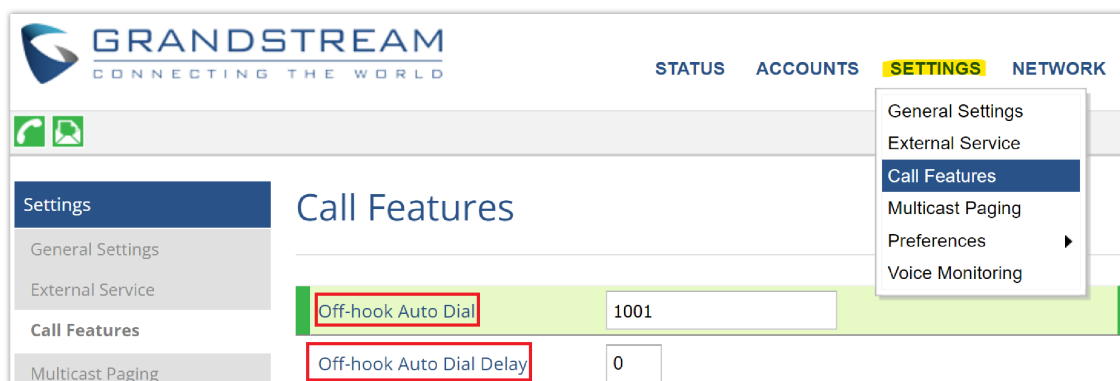 GRANDSTREAM
CONNECTING THE WORLD
STATUS ACCOUNTS SETTINGS NETWORK
General Settings
External Service
Call Features
Multicast Paging
Preferences
Voice Monitoring
Settings
General Settings
External Service
Call Features
Multicast Paging
Call Features
Off-hook Auto Dial 1001
Off-hook Auto Dial Delay 0